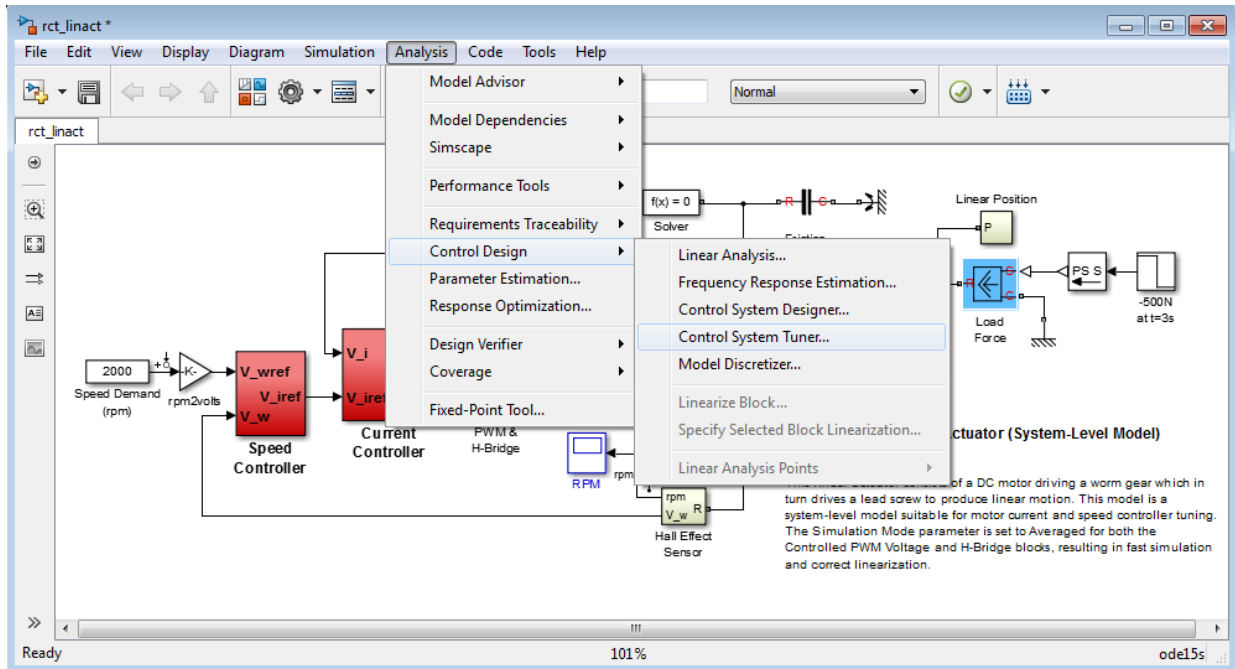 rct_linact *
File Edit View Display Diagram Simulation Analysis Code Tools Help
Normal
rct_linact
Model Advisor
Model Dependencies
Simscape
Performance Tools
Requirements Traceability
Control Design
Parameter Estimation...
Response Optimization...
Design Verifier
Coverage
Fixed-Point Tool...
Linear Analysis...
Frequency Response Estimation...
Control System Designer...
Control System Tuner...
Model Discretizer...
Linearize Block...
Specify Selected Block Linearization...
Linear Analysis Points
f(x) = 0
Solver
R C
Linear Position
P
R S C
Load
Force
PS S
-500N
at t=3s
2000
Speed Demand
(rpm)
-K-
rpm2volts
V_wref
V_iref
V_w
Speed
Controller
V_i
V_iref
Current
Controller
PWM &
H-Bridge
RPM
rpm
rpm
V_w R
Hall Effect
Sensor
ctuator (System-Level Model)
of a DC motor driving a worm gear which in
turn drives a lead screw to produce linear motion. This model is a
system-level model suitable for motor current and speed controller tuning.
The Simulation Mode parameter is set to Averaged for both the
Controlled PWM Voltage and H-Bridge blocks, resulting in fast simulation
and correct linearization.
Ready 101% ode15s